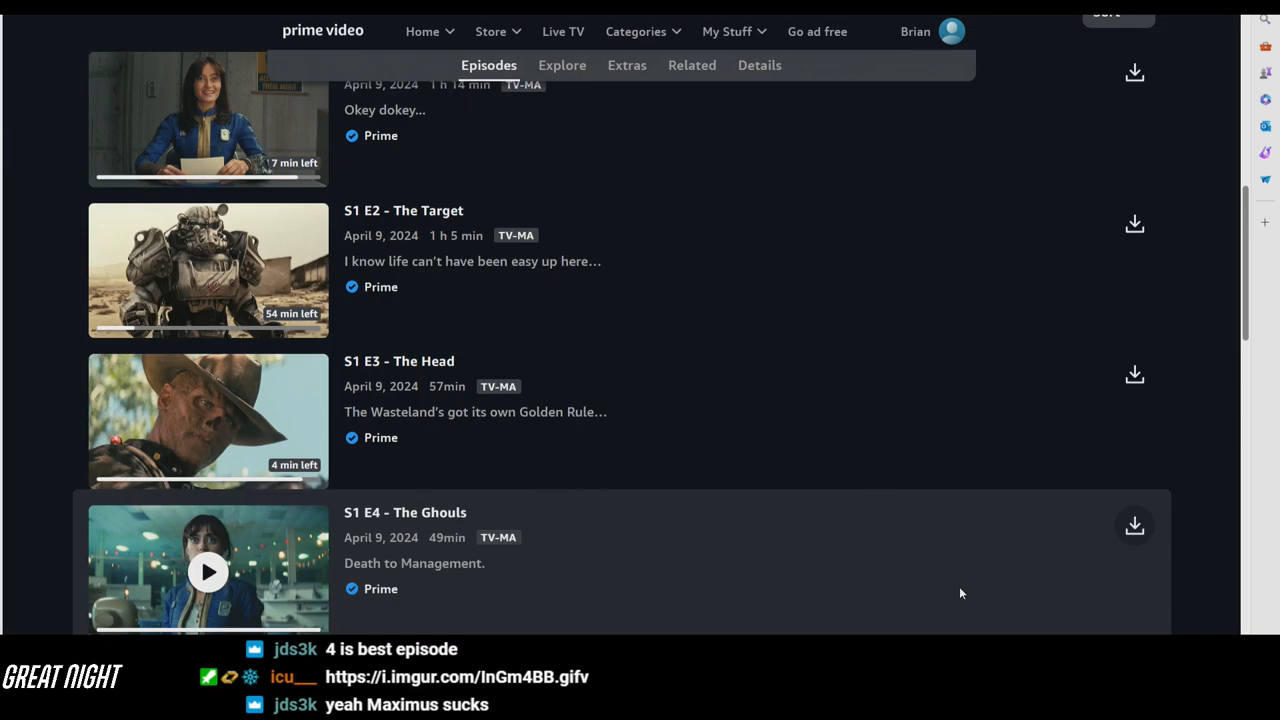 prime video
Home
Store
Live TV
Categories
My Stuff
Go ad free
Brian
Episodes
Explore
Extras
Related
Details
April 9, 2024 1 h 14 min TV-MA
Okey dokey...
Prime
7 min left
S1 E2 - The Target
April 9, 2024 1 h 5 min TV-MA
I know life can’t have been easy up here…
Prime
54 min left
S1 E3 - The Head
April 9, 2024 57min TV-MA
The Wasteland’s got its own Golden Rule…
Prime
4 min left
S1 E4 - The Ghouls
April 9, 2024 49min TV-MA
Death to Management.
Prime
GREAT NIGHT
jds3k 4 is best episode
icu___ https://i.imgur.com/InGm4BB.gifv
jds3k yeah Maximus sucks